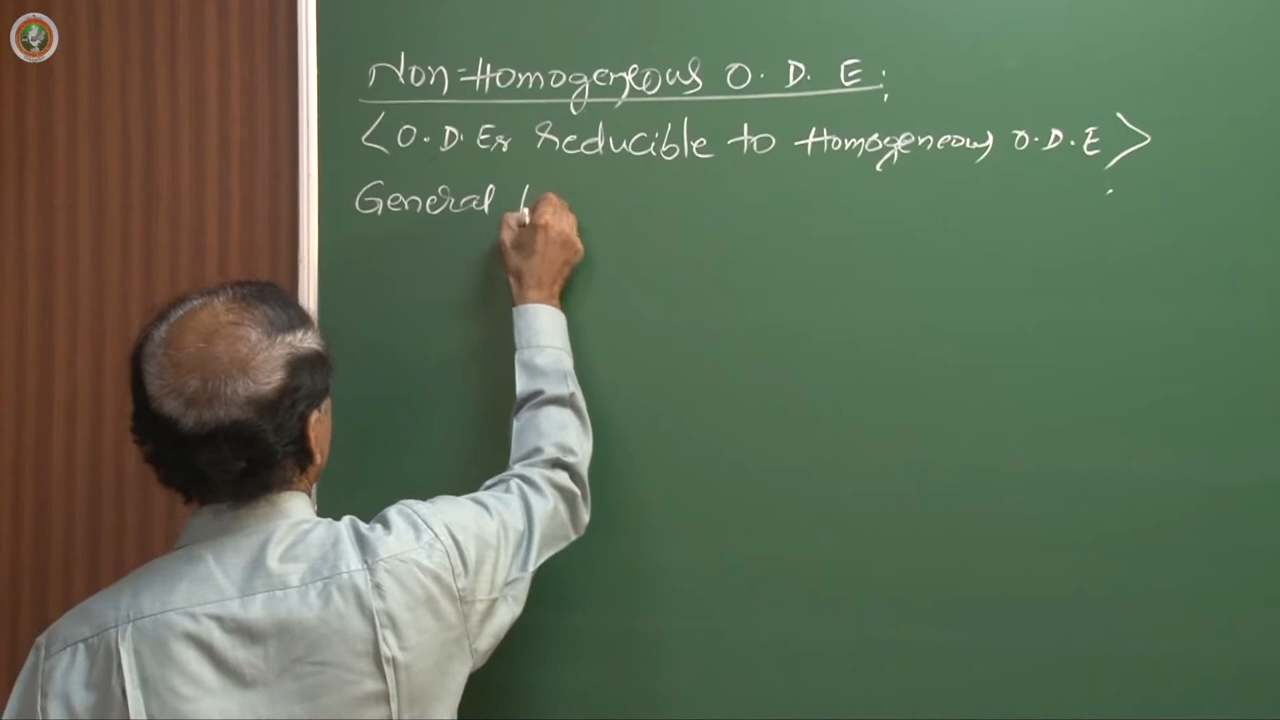 Non-Homogeneous O. D. E:
< O. D. Es reducible to Homogeneous O.D.E >
General